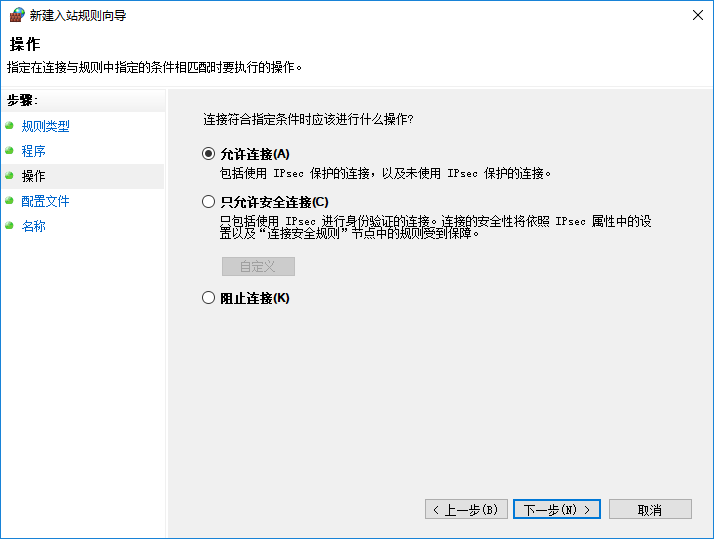 新建入站规则向导
操作
指定在连接与规则中指定的条件相匹配时要执行的操作。
步骤:
规则类型
程序
操作
配置文件
名称
连接符合指定条件时应该进行什么操作?
允许连接(A)
包括使用 IPsec 保护的连接，以及未使用 IPsec 保护的连接。
只允许安全连接(C)
只包括使用 IPsec 进行身份验证的连接。连接的安全性将依照 IPsec 属性中的设
置以及“连接安全规则”节点中的规则受到保障。
自定义
阻止连接(K)
< 上一步(B) 下一步(N) > 取消